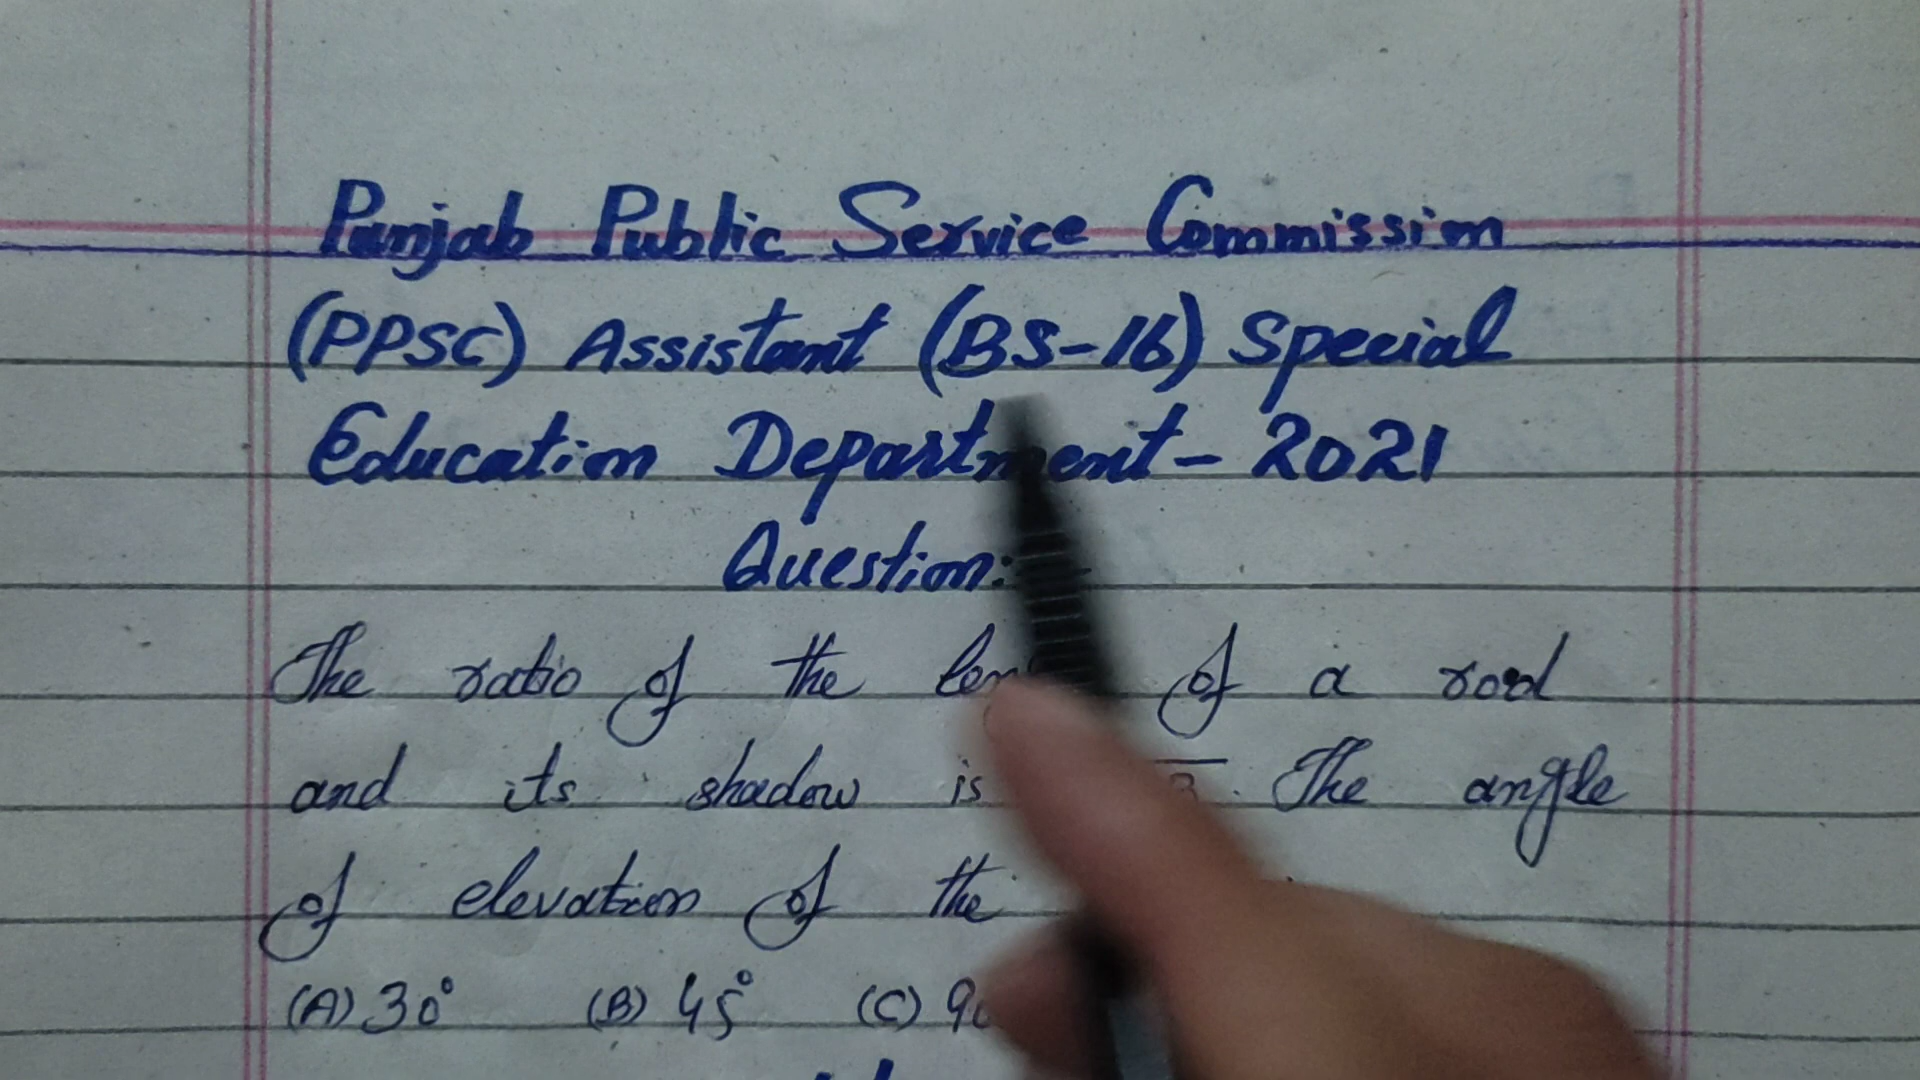 Punjab Public Service Commission
(PPSC) Assistant (BS-16) Special
Education Department - 2021
Question:
The ratio of the of a rod
and its shadow is The angle
of elevation of the
(A) 30° (B) 45° (C)